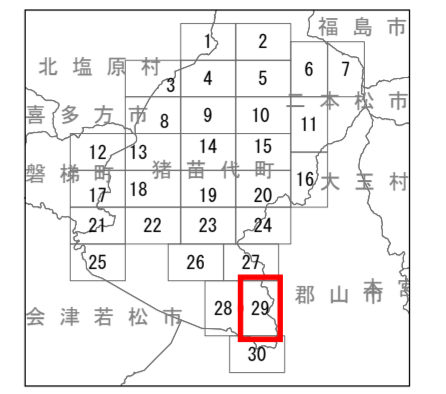 福島市
1 2
北塩原村
6 7
3 4 5
二本松市
喜多方市
8 9 10
11
12 13 14 15
磐梯町
猪苗代町
大玉村
16
17 18 19 20
21 22 23 24
25 26 27
郡山市
本宮
会津若松市
28 29
30